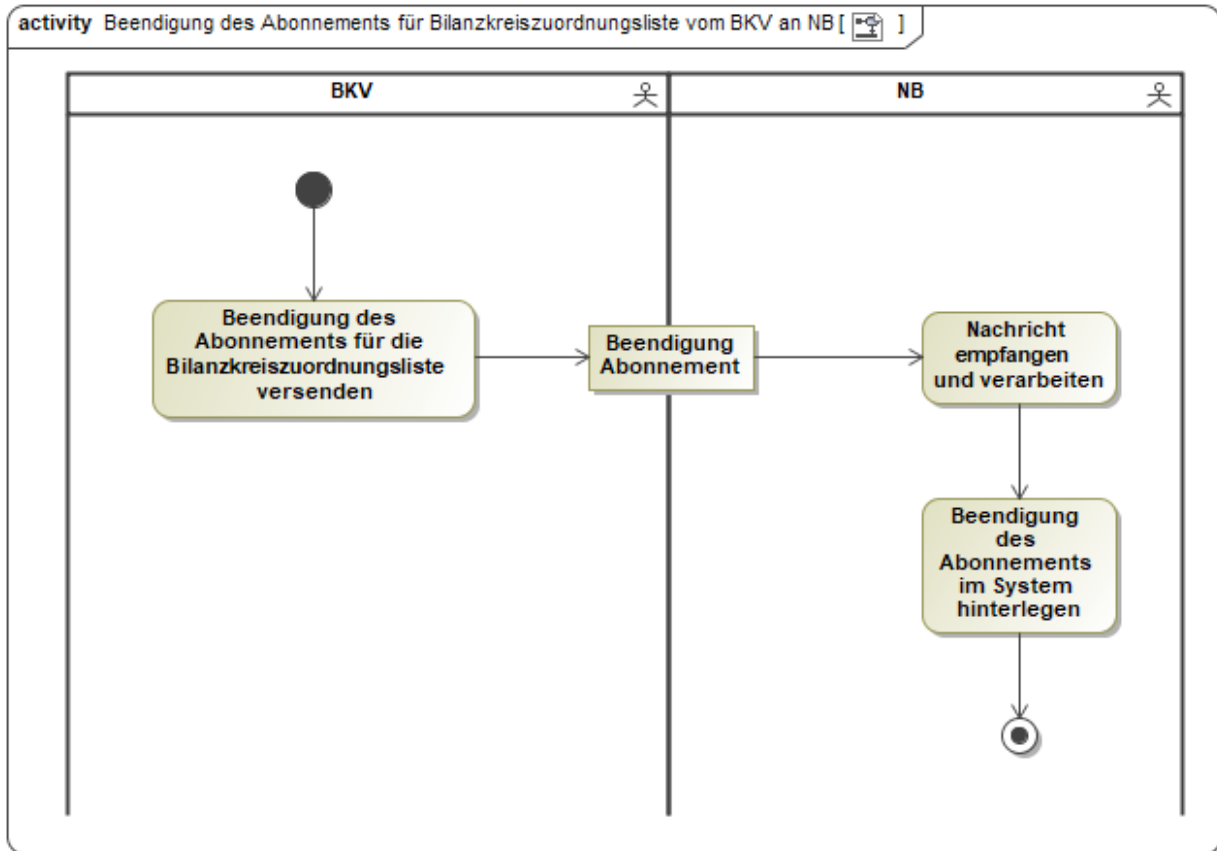 activity Beendigung des Abonnements für Bilanzkreiszuordnungsliste vom BKV an NB [ ]
BKV
NB
Beendigung des
Abonnements für die
Bilanzkreiszuordnungsliste
versenden
Beendigung
Abonnement
Nachricht
empfangen
und verarbeiten
Beendigung
des
Abonnements
im System
hinterlegen